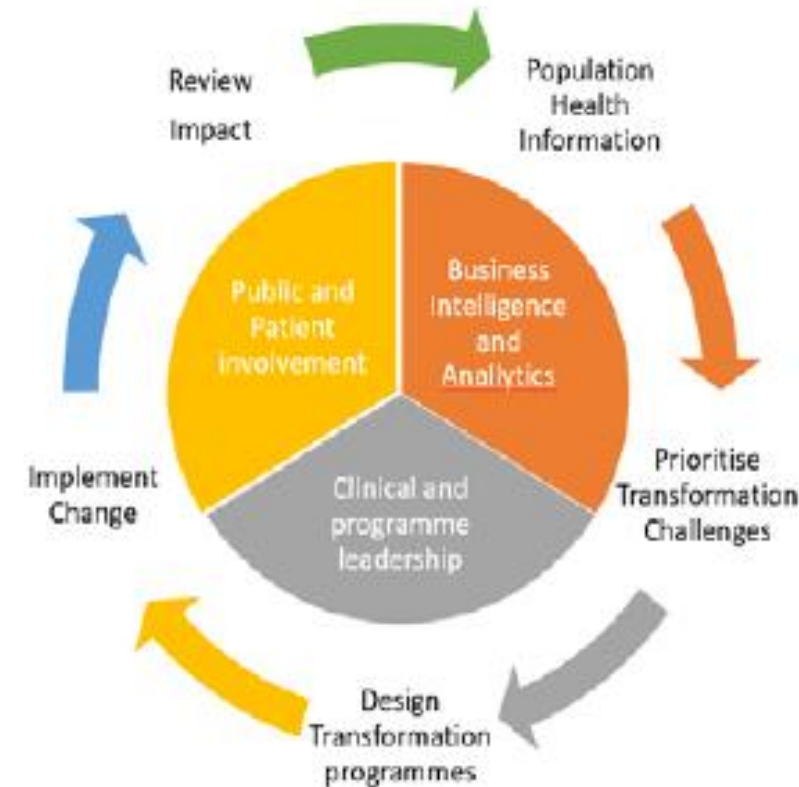 Review
Impact
Population
Health
Information
Public and
Patient
involvement
Business
Intelligence
and
Anallytics
Clinical and
programme
leadership
Implement
Change
Prioritise
Transformation
Challenges
Design
Transformation
programmes